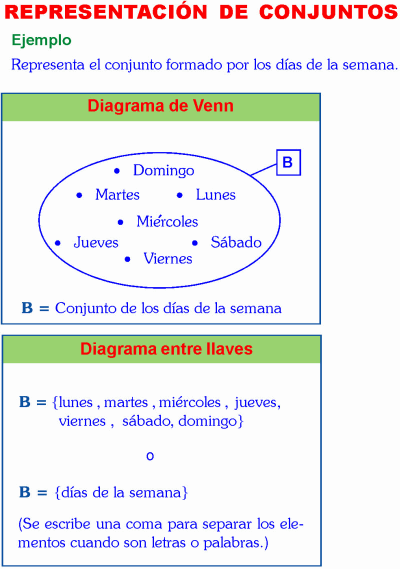 REPRESENTACIÓN DE CONJUNTOS
Ejemplo
Representa el conjunto formado por los días de la semana.
Diagrama de Venn
B
• Domingo
• Martes • Lunes
• Miércoles
• Jueves • Sábado
• Viernes
B = Conjunto de los días de la semana
Diagrama entre llaves
B = {lunes , martes , miércoles , jueves,
viernes , sábado, domingo}
o
B = {días de la semana}
(Se escribe una coma para separar los ele-
mentos cuando son letras o palabras.)